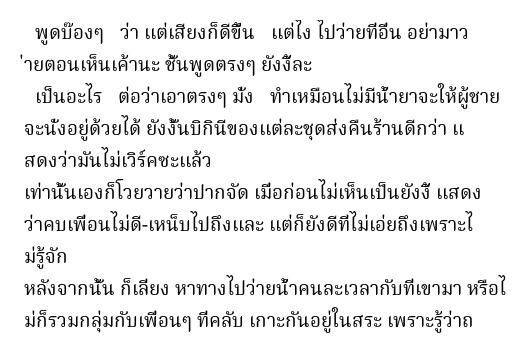 พูดบ๊องๆ   ว่า แต่เสียงก็ดีขึ้น   แต่ไง ไปว่ายที่อื่น อย่ามาว
่ายตอนเห็นเค้านะ ชั้นพูดตรงๆ ยังงี้ละ
เป็นอะไร   ต่อว่าเอาตรงๆ มั่ง   ทำเหมือนไม่มีน้ำยาจะให้ผู้ชาย
จะนั่งอยู่ด้วยได้ ยังงั้นบิกินีของแต่ละชุดส่งคืนร้านดีกว่า แ
สดงว่ามันไม่เวิร์คซะแล้ว
เท่านั้นเองก็โวยวายว่าปากจัด เมื่อก่อนไม่เห็นเป็นยังงี้ แสดง
ว่าคบเพื่อนไม่ดี-เหน็บไปถึงและ แต่ก็ยังดีที่ไม่เอ่ยถึงเพราะไ
ม่รู้จัก
หลังจากนั้น ก็เลี่ยง หาทางไปว่ายน้ำคนละเวลากับที่เขามา หรือไ
ม่ก็รวมกลุ่มกับเพื่อนๆ ที่คลับ เกาะกันอยู่ในสระ เพราะรู้ว่าถ